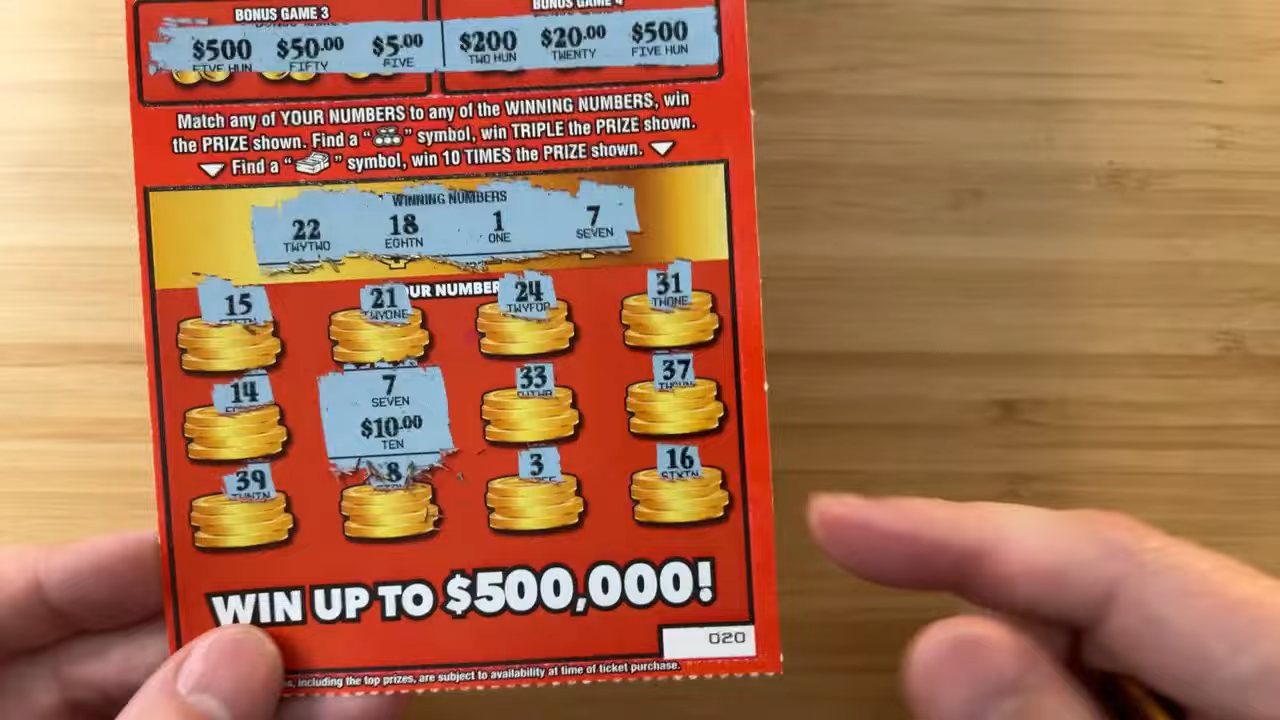 BONUS GAME 3 BONUS GAME 4
$500 $50.00 $5.00 $200 $20.00 $500
FIVE HUN FIFTY FIVE TWO HUN TWENTY FIVE HUN
Match any of YOUR NUMBERS to any of the WINNING NUMBERS, win
the PRIZE shown. Find a “ ” symbol, win TRIPLE the PRIZE shown.
Find a “ ” symbol, win 10 TIMES the PRIZE shown.
WINNING NUMBERS
22 18 1 7
TWYTWO EGHTN ONE SEVEN
OUR NUMBER
15 21 24 31
TWYONE TWYFOR THONE
14 7 33 37
SEVEN
$10.00
TEN
39 8 3 16
SIXTN
WIN UP TO $500,000!
020
, including the top prizes, are subject to availability at time of ticket purchase.